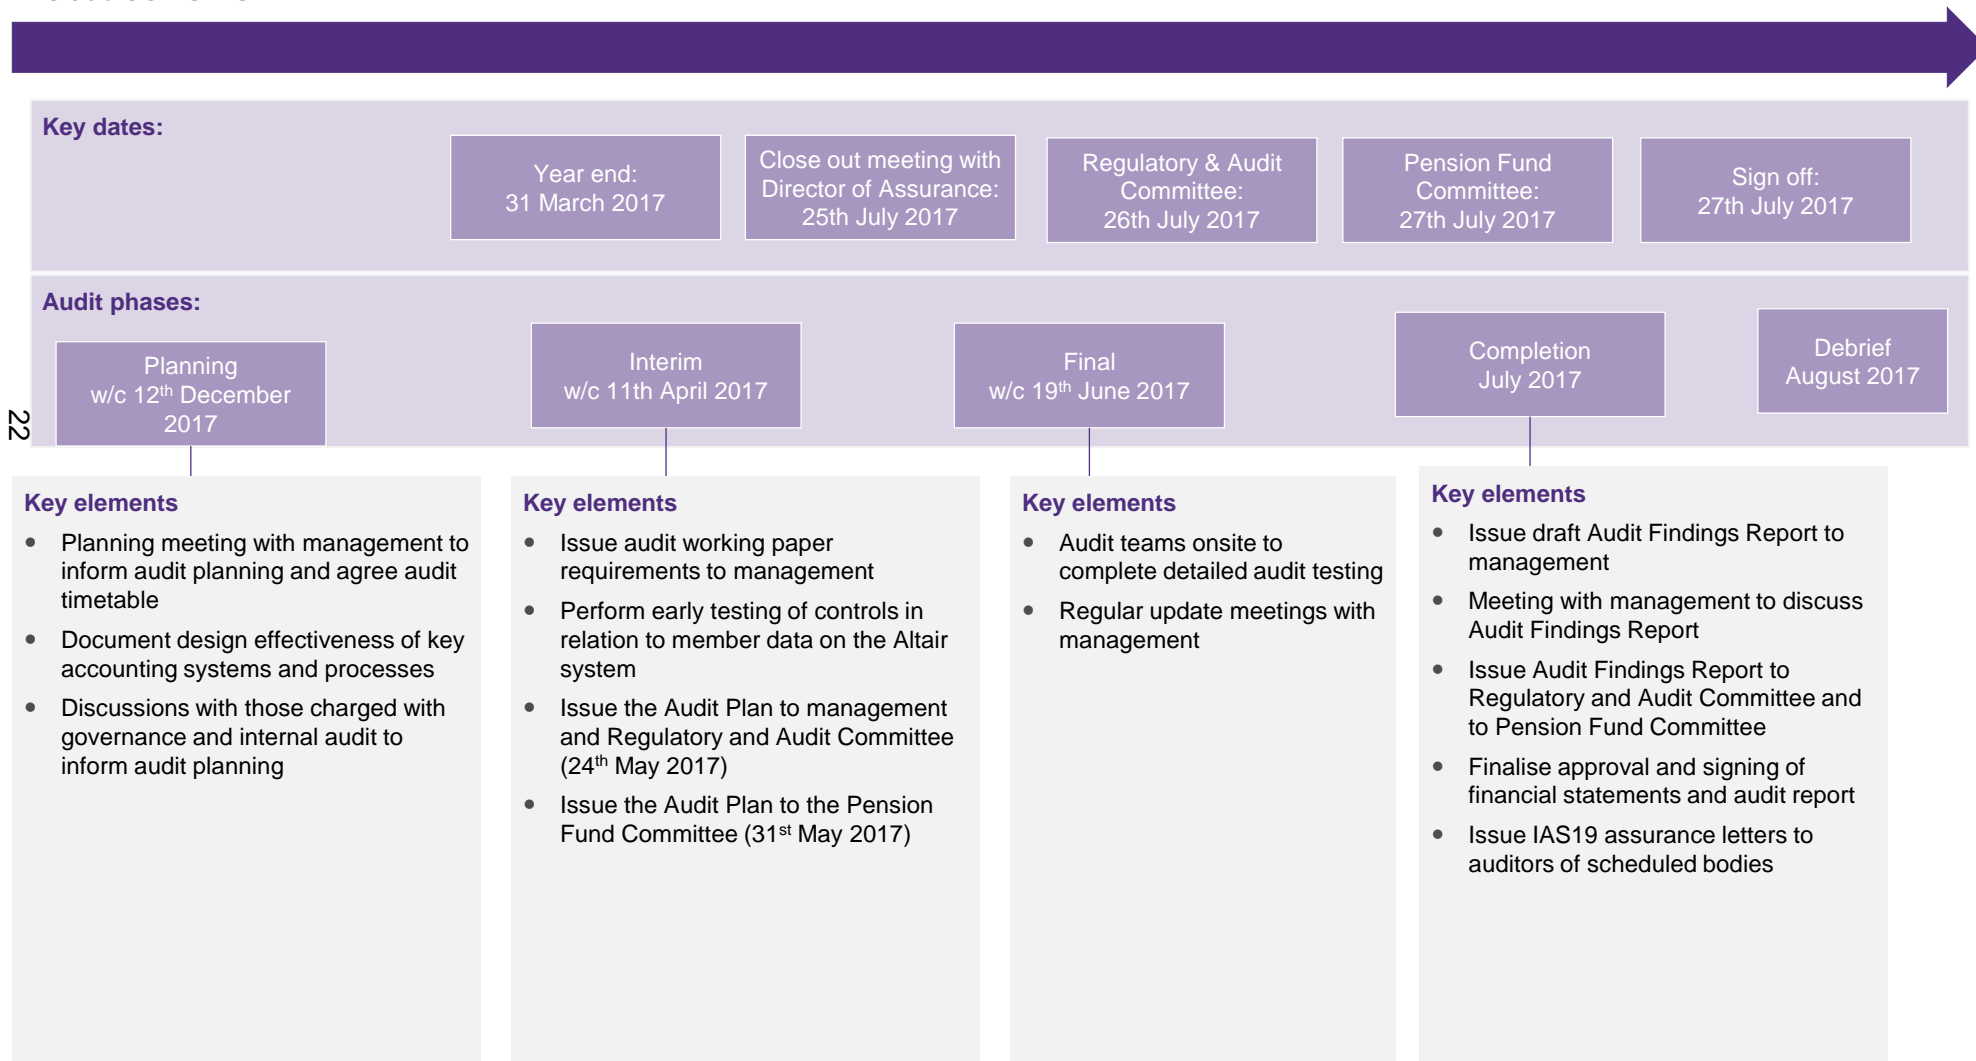 Key dates:
Year end:
31 March 2017
Close out meeting with
Director of Assurance:
25th July 2017
Regulatory & Audit
Committee:
26th July 2017
Pension Fund
Committee:
27th July 2017
Sign off:
27th July 2017
Audit phases:
Planning
w/c 12th December
2017
Interim
w/c 11th April 2017
Final
w/c 19th June 2017
Completion
July 2017
Debrief
August 2017
22
Key elements
• Planning meeting with management to
inform audit planning and agree audit
timetable
• Document design effectiveness of key
accounting systems and processes
• Discussions with those charged with
governance and internal audit to
inform audit planning
Key elements
• Issue audit working paper
requirements to management
• Perform early testing of controls in
relation to member data on the Altair
system
• Issue the Audit Plan to management
and Regulatory and Audit Committee
(24th May 2017)
• Issue the Audit Plan to the Pension
Fund Committee (31st May 2017)
Key elements
• Audit teams onsite to
complete detailed audit testing
• Regular update meetings with
management
Key elements
• Issue draft Audit Findings Report to
management
• Meeting with management to discuss
Audit Findings Report
• Issue Audit Findings Report to
Regulatory and Audit Committee and
to Pension Fund Committee
• Finalise approval and signing of
financial statements and audit report
• Issue IAS19 assurance letters to
auditors of scheduled bodies